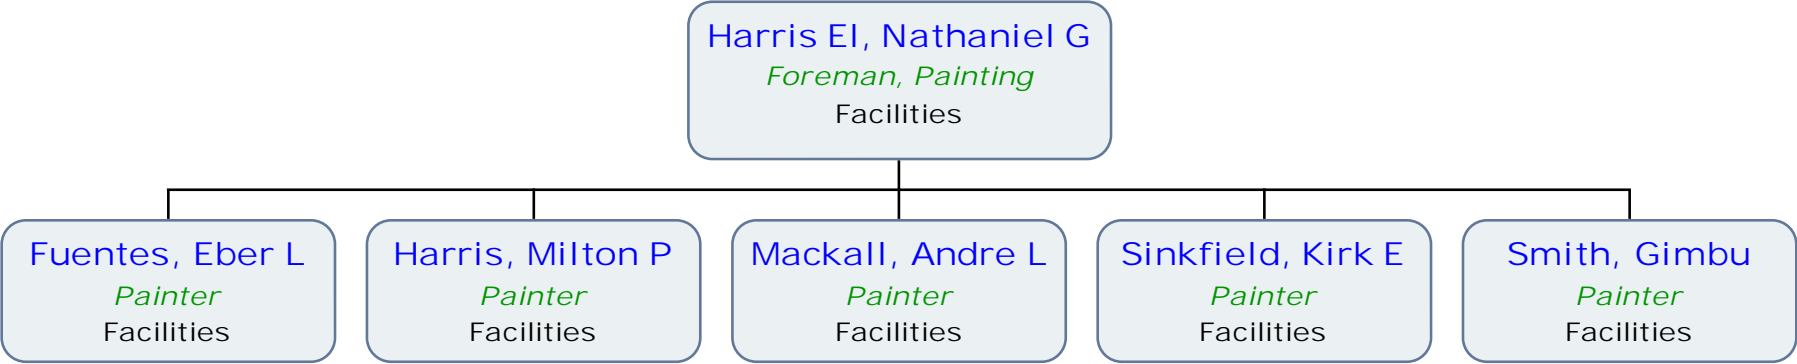 Harris El, Nathaniel G
Foreman, Painting
Facilities
Fuentes, Eber L
Painter
Facilities
Harris, Milton P
Painter
Facilities
Mackall, Andre L
Painter
Facilities
Sinkfield, Kirk E
Painter
Facilities
Smith, Gimbu
Painter
Facilities